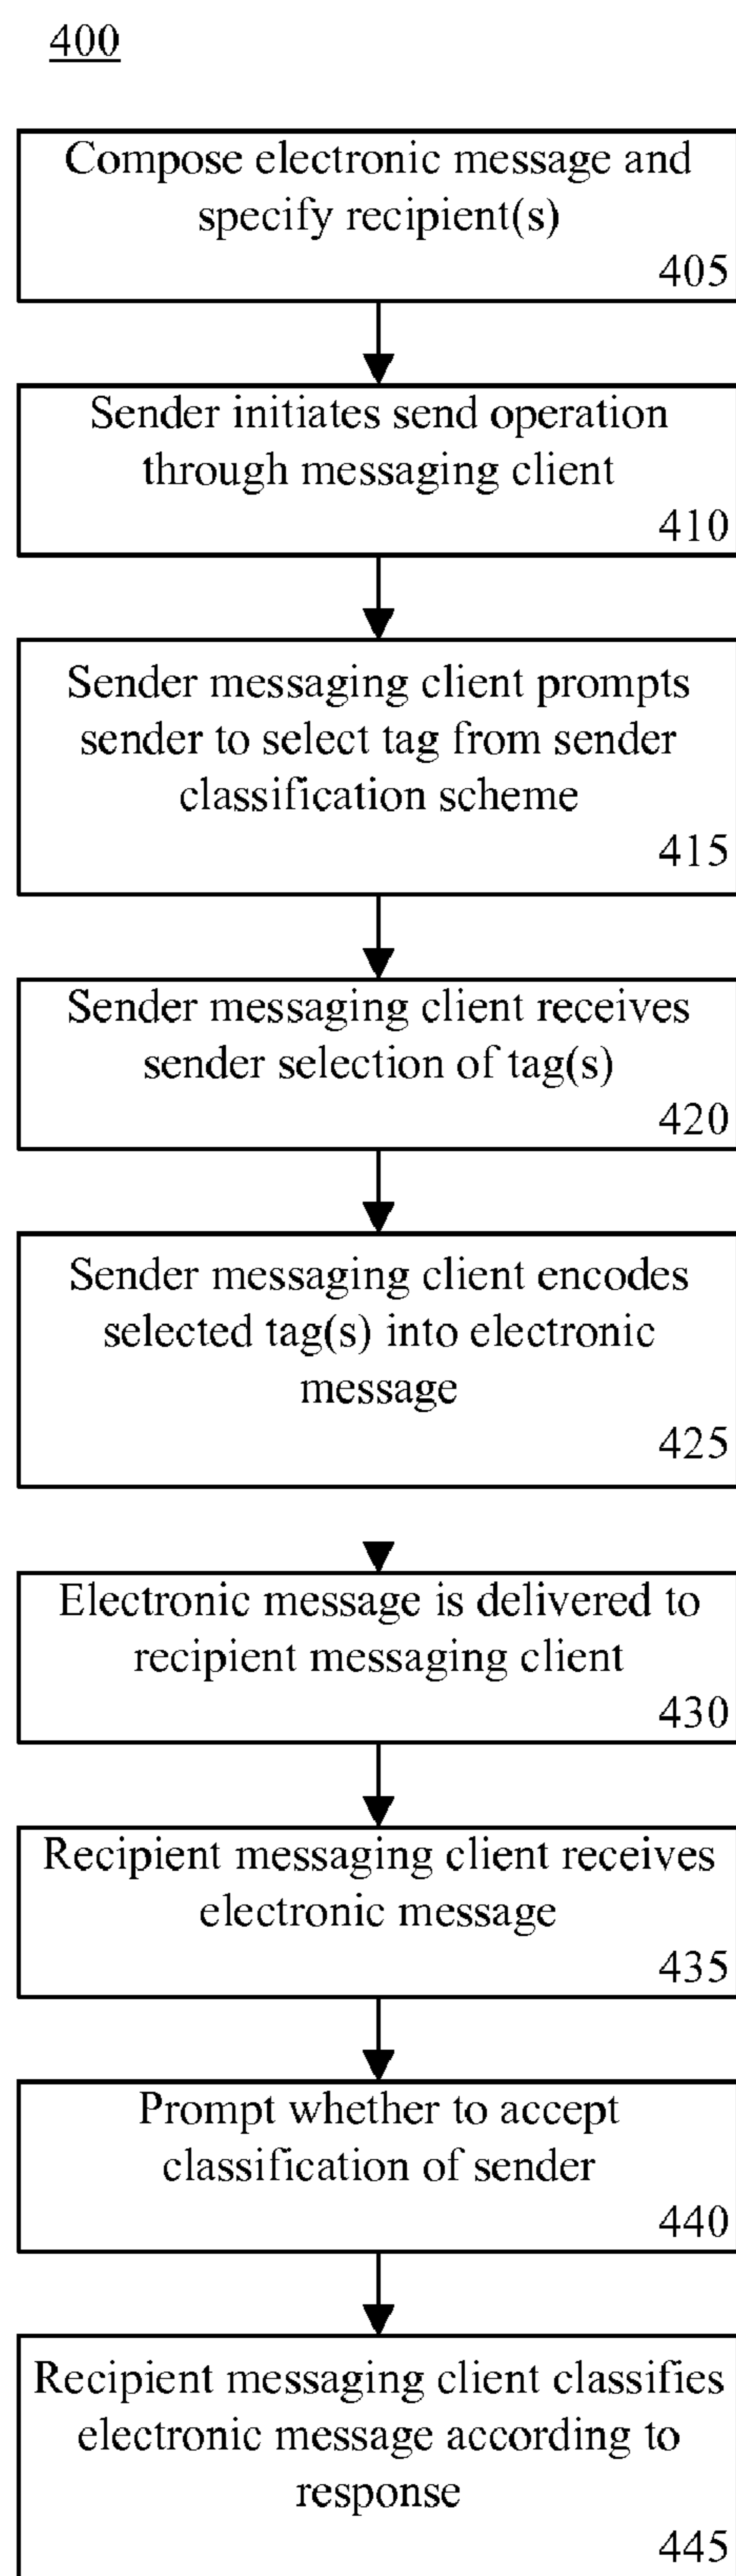 400
Compose electronic message and
specify recipient(s)
405
Sender initiates send operation
through messaging client
410
Sender messaging client prompts
sender to select tag from sender
classification scheme
415
Sender messaging client receives
sender selection of tag(s)
420
Sender messaging client encodes
selected tag(s) into electronic
message
425
Electronic message is delivered to
recipient messaging client
430
Recipient messaging client receives
electronic message
435
Prompt whether to accept
classification of sender
440
Recipient messaging client classifies
electronic message according to
response
445